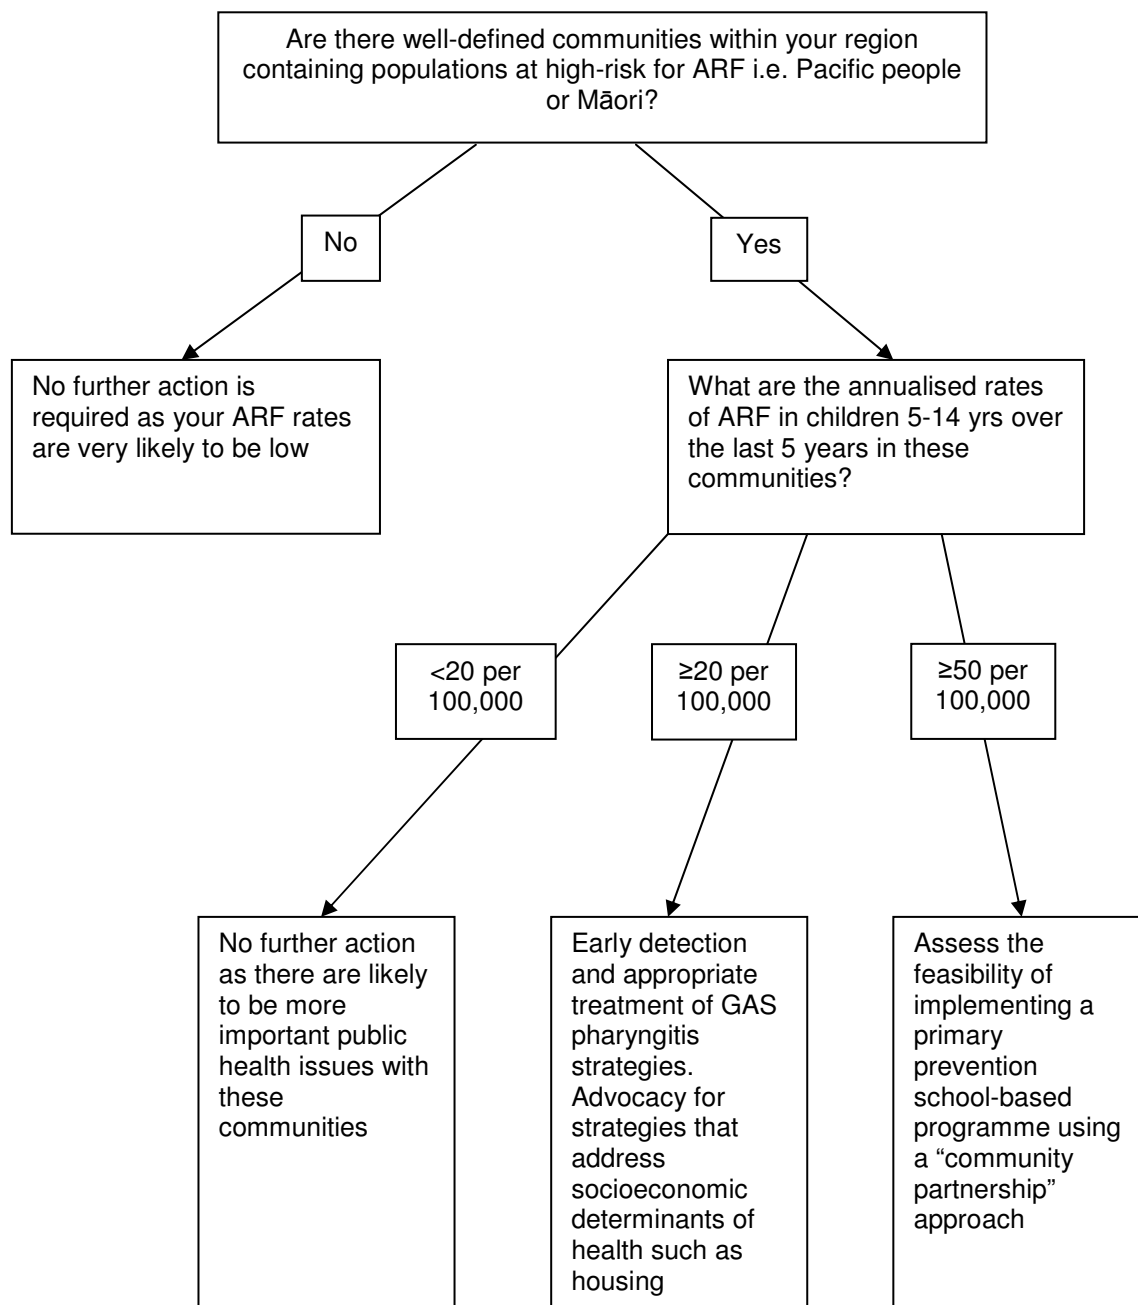 Are there well-defined communities within your region
containing populations at high-risk for ARF i.e. Pacific people
or Māori?
No
Yes
No further action is
required as your ARF rates
are very likely to be low
What are the annualised rates
of ARF in children 5-14 yrs over
the last 5 years in these
communities?
<20 per
100,000
≥20 per
100,000
≥50 per
100,000
No further action
as there are likely
to be more
important public
health issues with
these
communities
Early detection
and appropriate
treatment of GAS
pharyngitis
strategies.
Advocacy for
strategies that
address
socioeconomic
determinants of
health such as
housing
Assess the
feasibility of
implementing a
primary
prevention
school-based
programme using
a “community
partnership”
approach